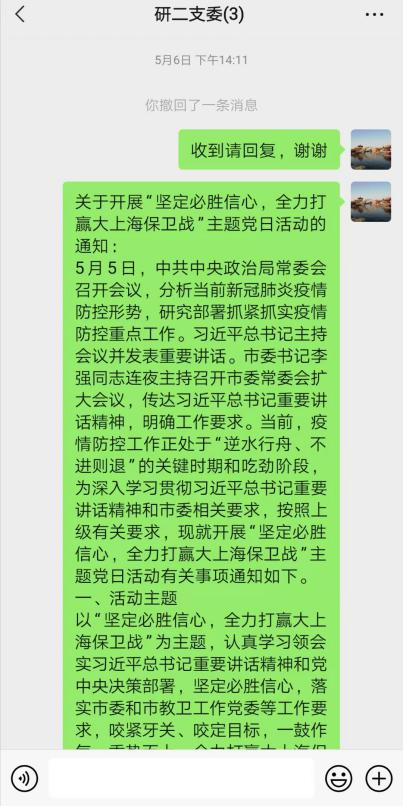 研二支委(3)
5月6日 下午14:11
你撤回了一条消息
收到请回复，谢谢
关于开展“坚定必胜信心，全力打
赢大上海保卫战”主题党日活动的
通知：
5月5日，中共中央政治局常委会
召开会议，分析当前新冠肺炎疫情
防控形势，研究部署抓紧抓实疫情
防控重点工作。习近平总书记主持
会议并发表重要讲话。市委书记李
强同志连夜主持召开市委常委会扩
大会议，传达习近平总书记重要讲
话精神，明确工作要求。当前，疫
情防控工作正处于“逆水行舟、不
进则退”的关键时期和吃劲阶段，
为深入学习贯彻习近平总书记重要
讲话精神和市委相关要求，按照上
级有关要求，现就开展“坚定必胜
信心，全力打赢大上海保卫战”主
题党日活动有关事项通知如下。
一、活动主题
以“坚定必胜信心，全力打赢大上
海保卫战”为主题，认真学习领会
实习近平总书记重要讲话精神和党
中央决策部署，坚定必胜信心，落
实市委和市教卫工作党委等工作要
求，咬紧牙关、咬定目标，一鼓作